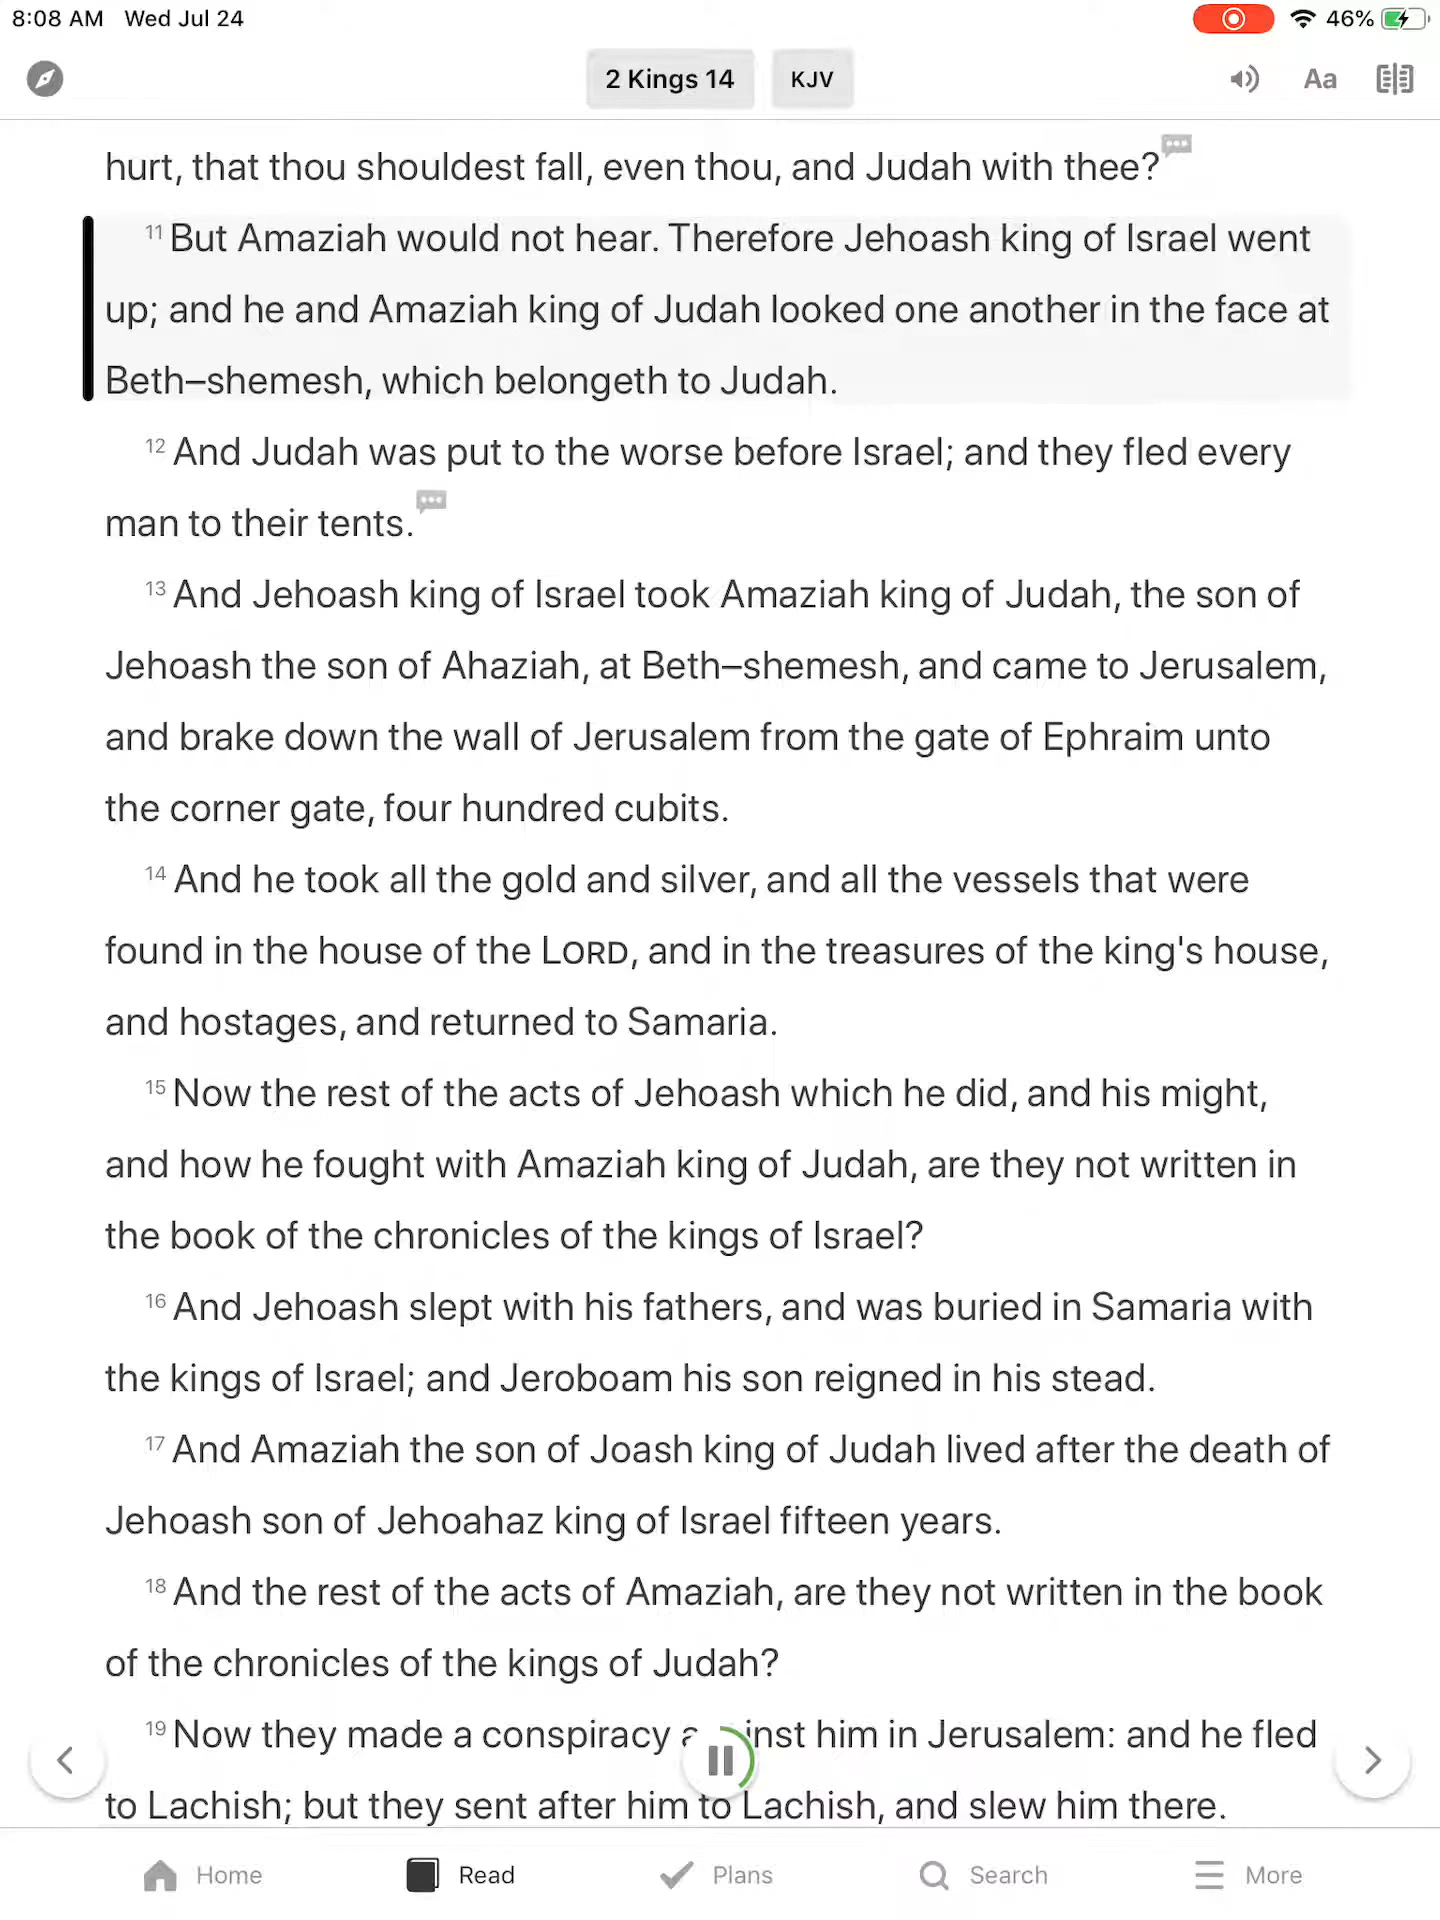 8:08 AM Wed Jul 24
46%
2 Kings 14 KJV
Aa
hurt, that thou shouldest fall, even thou, and Judah with thee?
11 But Amaziah would not hear. Therefore Jehoash king of Israel went
up; and he and Amaziah king of Judah looked one another in the face at
Beth–shemesh, which belongeth to Judah.
12 And Judah was put to the worse before Israel; and they fled every
man to their tents.
13 And Jehoash king of Israel took Amaziah king of Judah, the son of
Jehoash the son of Ahaziah, at Beth–shemesh, and came to Jerusalem,
and brake down the wall of Jerusalem from the gate of Ephraim unto
the corner gate, four hundred cubits.
14 And he took all the gold and silver, and all the vessels that were
found in the house of the LORD, and in the treasures of the king's house,
and hostages, and returned to Samaria.
15 Now the rest of the acts of Jehoash which he did, and his might,
and how he fought with Amaziah king of Judah, are they not written in
the book of the chronicles of the kings of Israel?
16 And Jehoash slept with his fathers, and was buried in Samaria with
the kings of Israel; and Jeroboam his son reigned in his stead.
17 And Amaziah the son of Joash king of Judah lived after the death of
Jehoash son of Jehoahaz king of Israel fifteen years.
18 And the rest of the acts of Amaziah, are they not written in the book
of the chronicles of the kings of Judah?
19 Now they made a conspiracy him in Jerusalem: and he fled
to Lachish; but they sent after him to Lachish, and slew him there.
Home Read Plans Search More